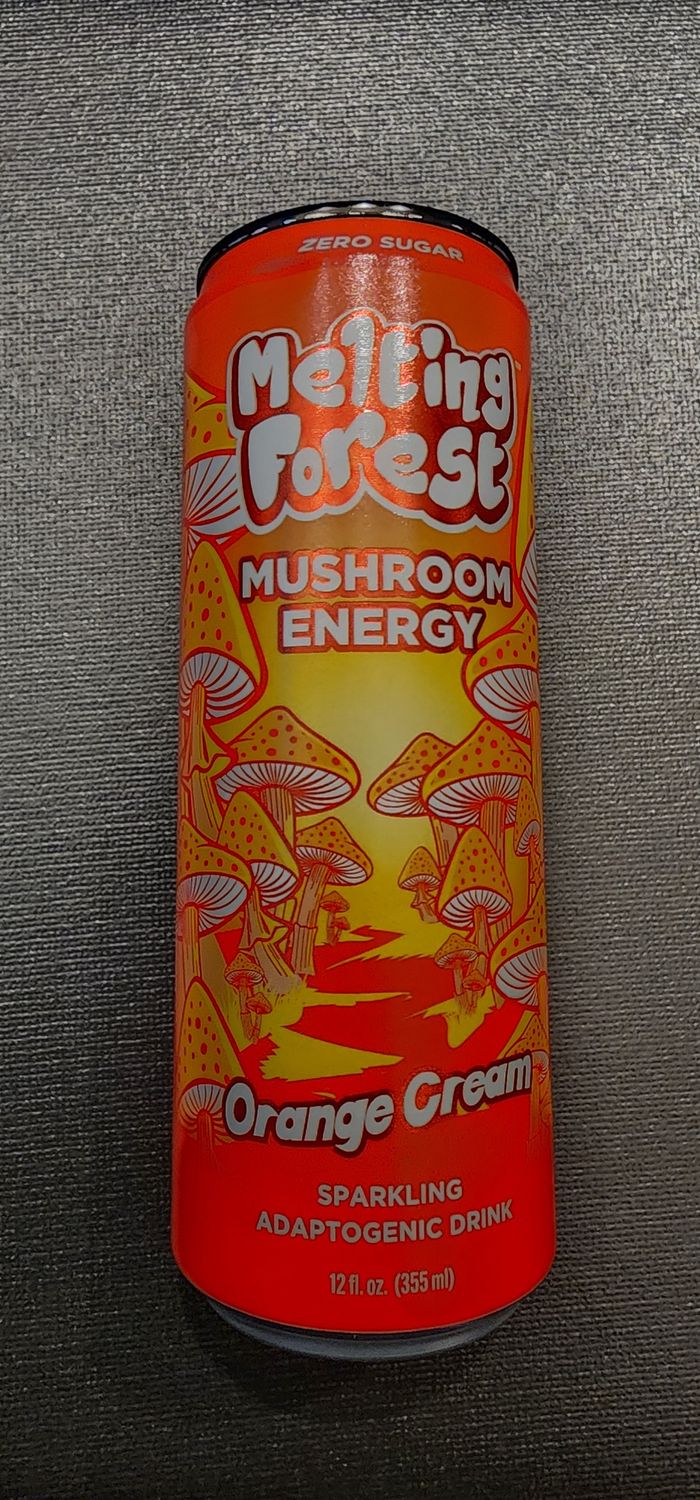 ZERO SUGAR
Melting
Forest
MUSHROOM
ENERGY
Orange Cream
SPARKLING
ADAPTOGENIC DRINK
12 fl. oz. (355 ml)